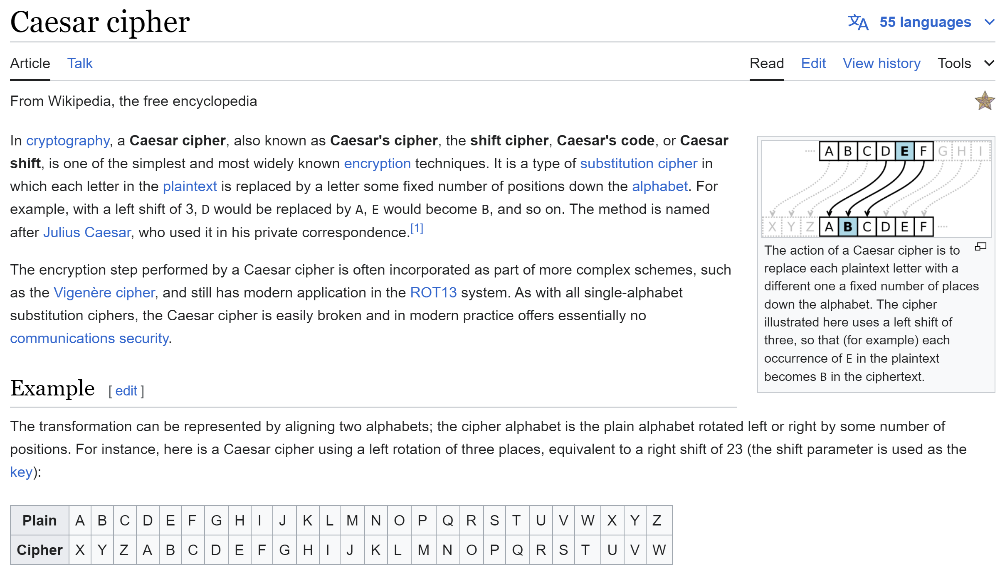 Caesar cipher
55 languages
Article Talk
Read Edit View history Tools
From Wikipedia, the free encyclopedia
In cryptography, a Caesar cipher, also known as Caesar's cipher, the shift cipher, Caesar's code, or Caesar
shift, is one of the simplest and most widely known encryption techniques. It is a type of substitution cipher in
which each letter in the plaintext is replaced by a letter some fixed number of positions down the alphabet. For
example, with a left shift of 3, D would be replaced by A, E would become B, and so on. The method is named
after Julius Caesar, who used it in his private correspondence.[1]
The encryption step performed by a Caesar cipher is often incorporated as part of more complex schemes, such
as the Vigenère cipher, and still has modern application in the ROT13 system. As with all single-alphabet
substitution ciphers, the Caesar cipher is easily broken and in modern practice offers essentially no
communications security.
A B C D E F G H I
X Y Z A B C D E F
The action of a Caesar cipher is to
replace each plaintext letter with a
different one a fixed number of places
down the alphabet. The cipher
illustrated here uses a left shift of
three, so that (for example) each
occurrence of E in the plaintext
becomes B in the ciphertext.
Example [ edit ]
The transformation can be represented by aligning two alphabets; the cipher alphabet is the plain alphabet rotated left or right by some number of
positions. For instance, here is a Caesar cipher using a left rotation of three places, equivalent to a right shift of 23 (the shift parameter is used as the
key):
Plain A B C D E F G H I J K L M N O P Q R S T U V W X Y Z
Cipher X Y Z A B C D E F G H I J K L M N O P Q R S T U V W